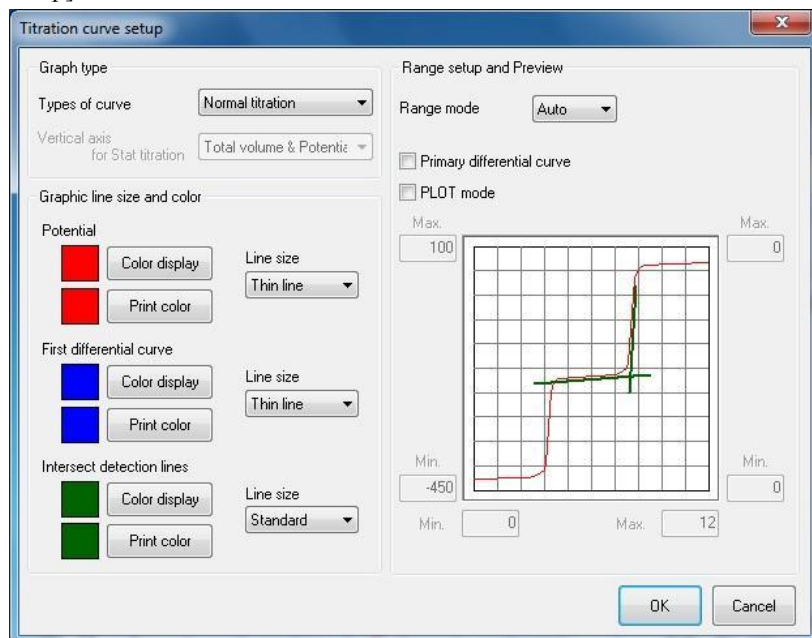 Titration curve setup
Graph type
Types of curve
Normal titration
Vertical axis
for Stat titration
Total volume & Potentia
Graphic line size and color
Potential
Color display
Print color
Line size
Thin line
First differential curve
Color display
Print color
Line size
Thin line
Intersect detection lines
Color display
Print color
Line size
Standard
Range setup and Preview
Range mode
Auto
Primary differential curve
PLOT mode
Max.
100
Max.
0
Min.
-450
Min.
0
Min.
0
Max.
12
OK
Cancel